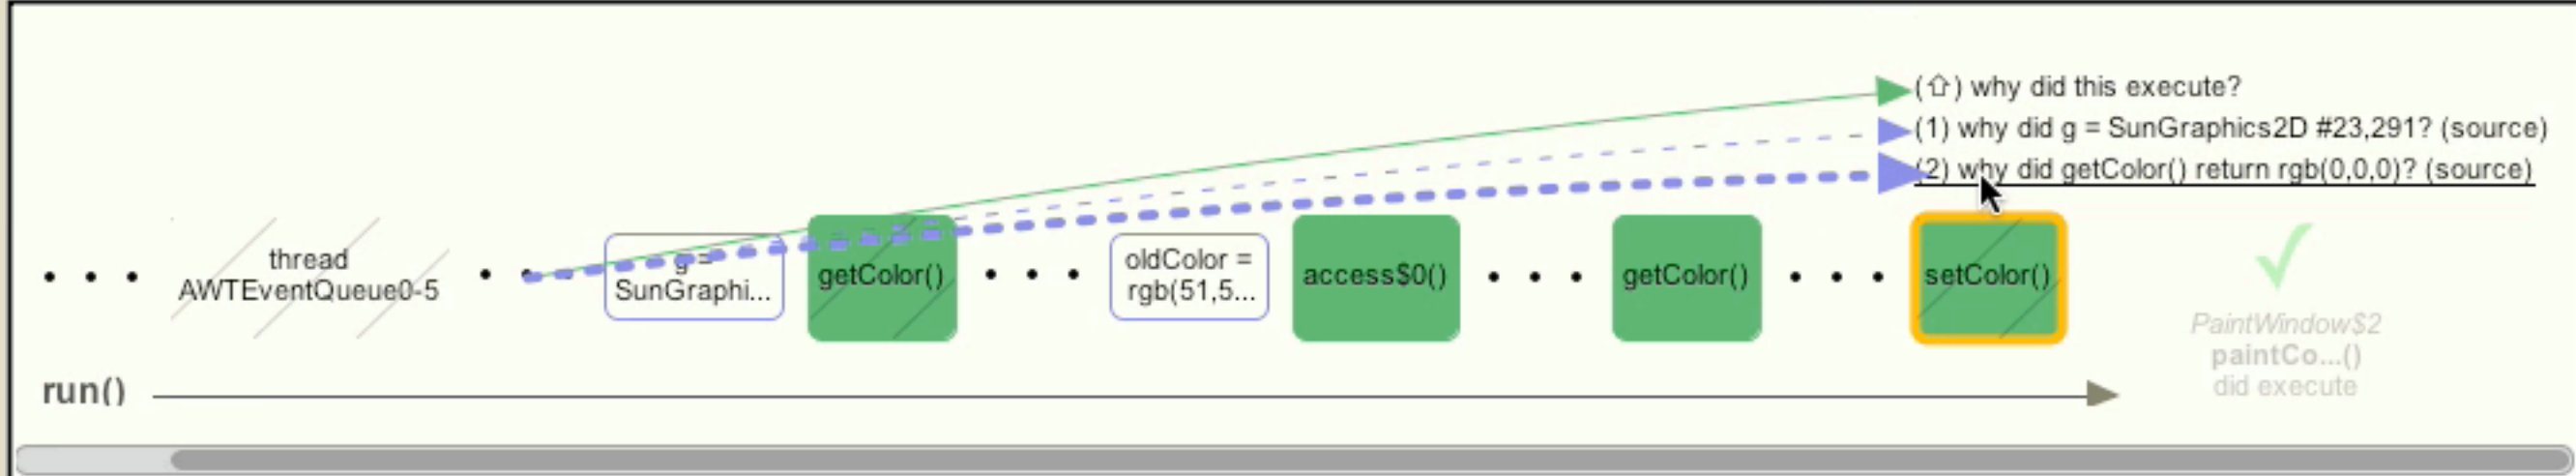 (⇧) why did this execute?
(1) why did g = SunGraphics2D #23,291? (source)
(2) why did getColor() return rgb(0,0,0)? (source)
thread
AWTEventQueue0-5
g =
SunGraphi...
getColor()
oldColor =
rgb(51,5...
access$0()
getColor()
setColor()
PaintWindow$2
paintCo...()
did execute
run()